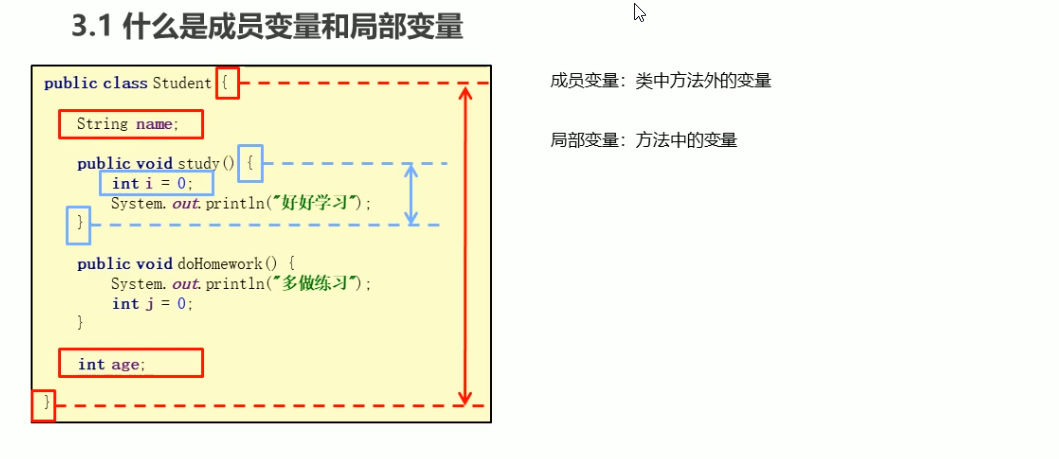 3.1 什么是成员变量和局部变量
public class Student {
String name;
public void study() {
int i = 0;
System.out.println("好好学习");
}
public void doHomework() {
System.out.println("多做练习");
int j = 0;
}
int age;
}
成员变量：类中方法外的变量
局部变量：方法中的变量